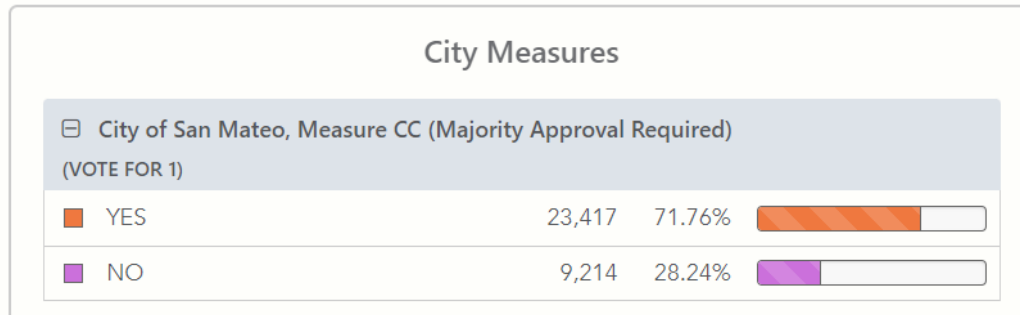 City Measures
City of San Mateo, Measure CC (Majority Approval Required)
(VOTE FOR 1)
YES 23,417 71.76%
NO 9,214 28.24%